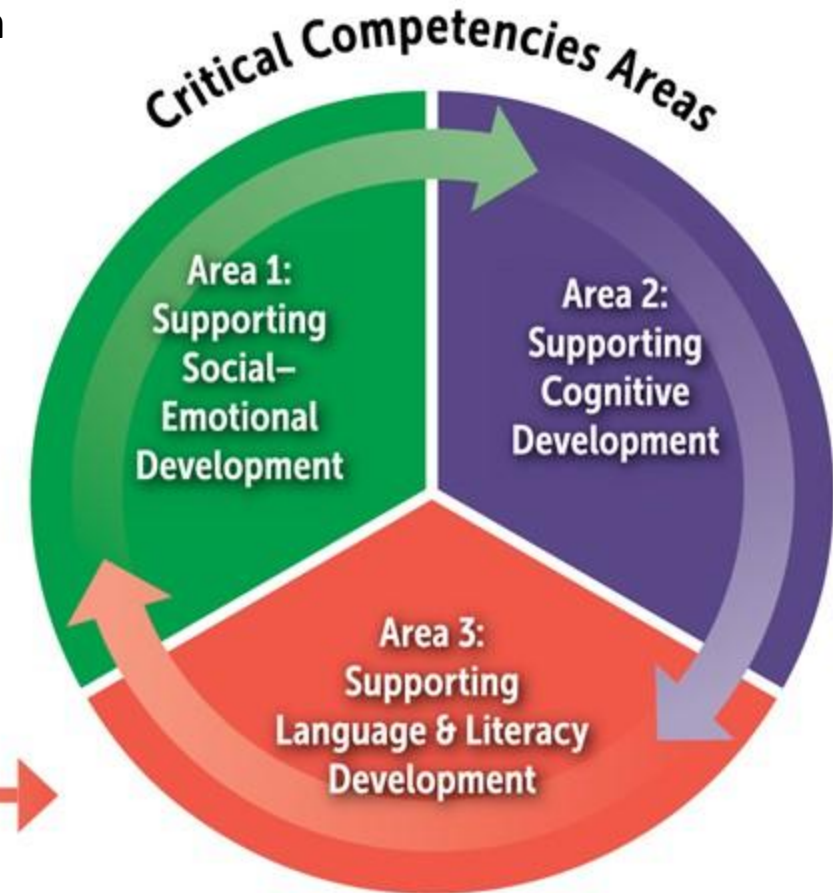 Critical Competencies Areas
Area 1:
Supporting
Social–
Emotional
Development
Area 2:
Supporting
Cognitive
Development
Area 3:
Supporting
Language & Literacy
Development